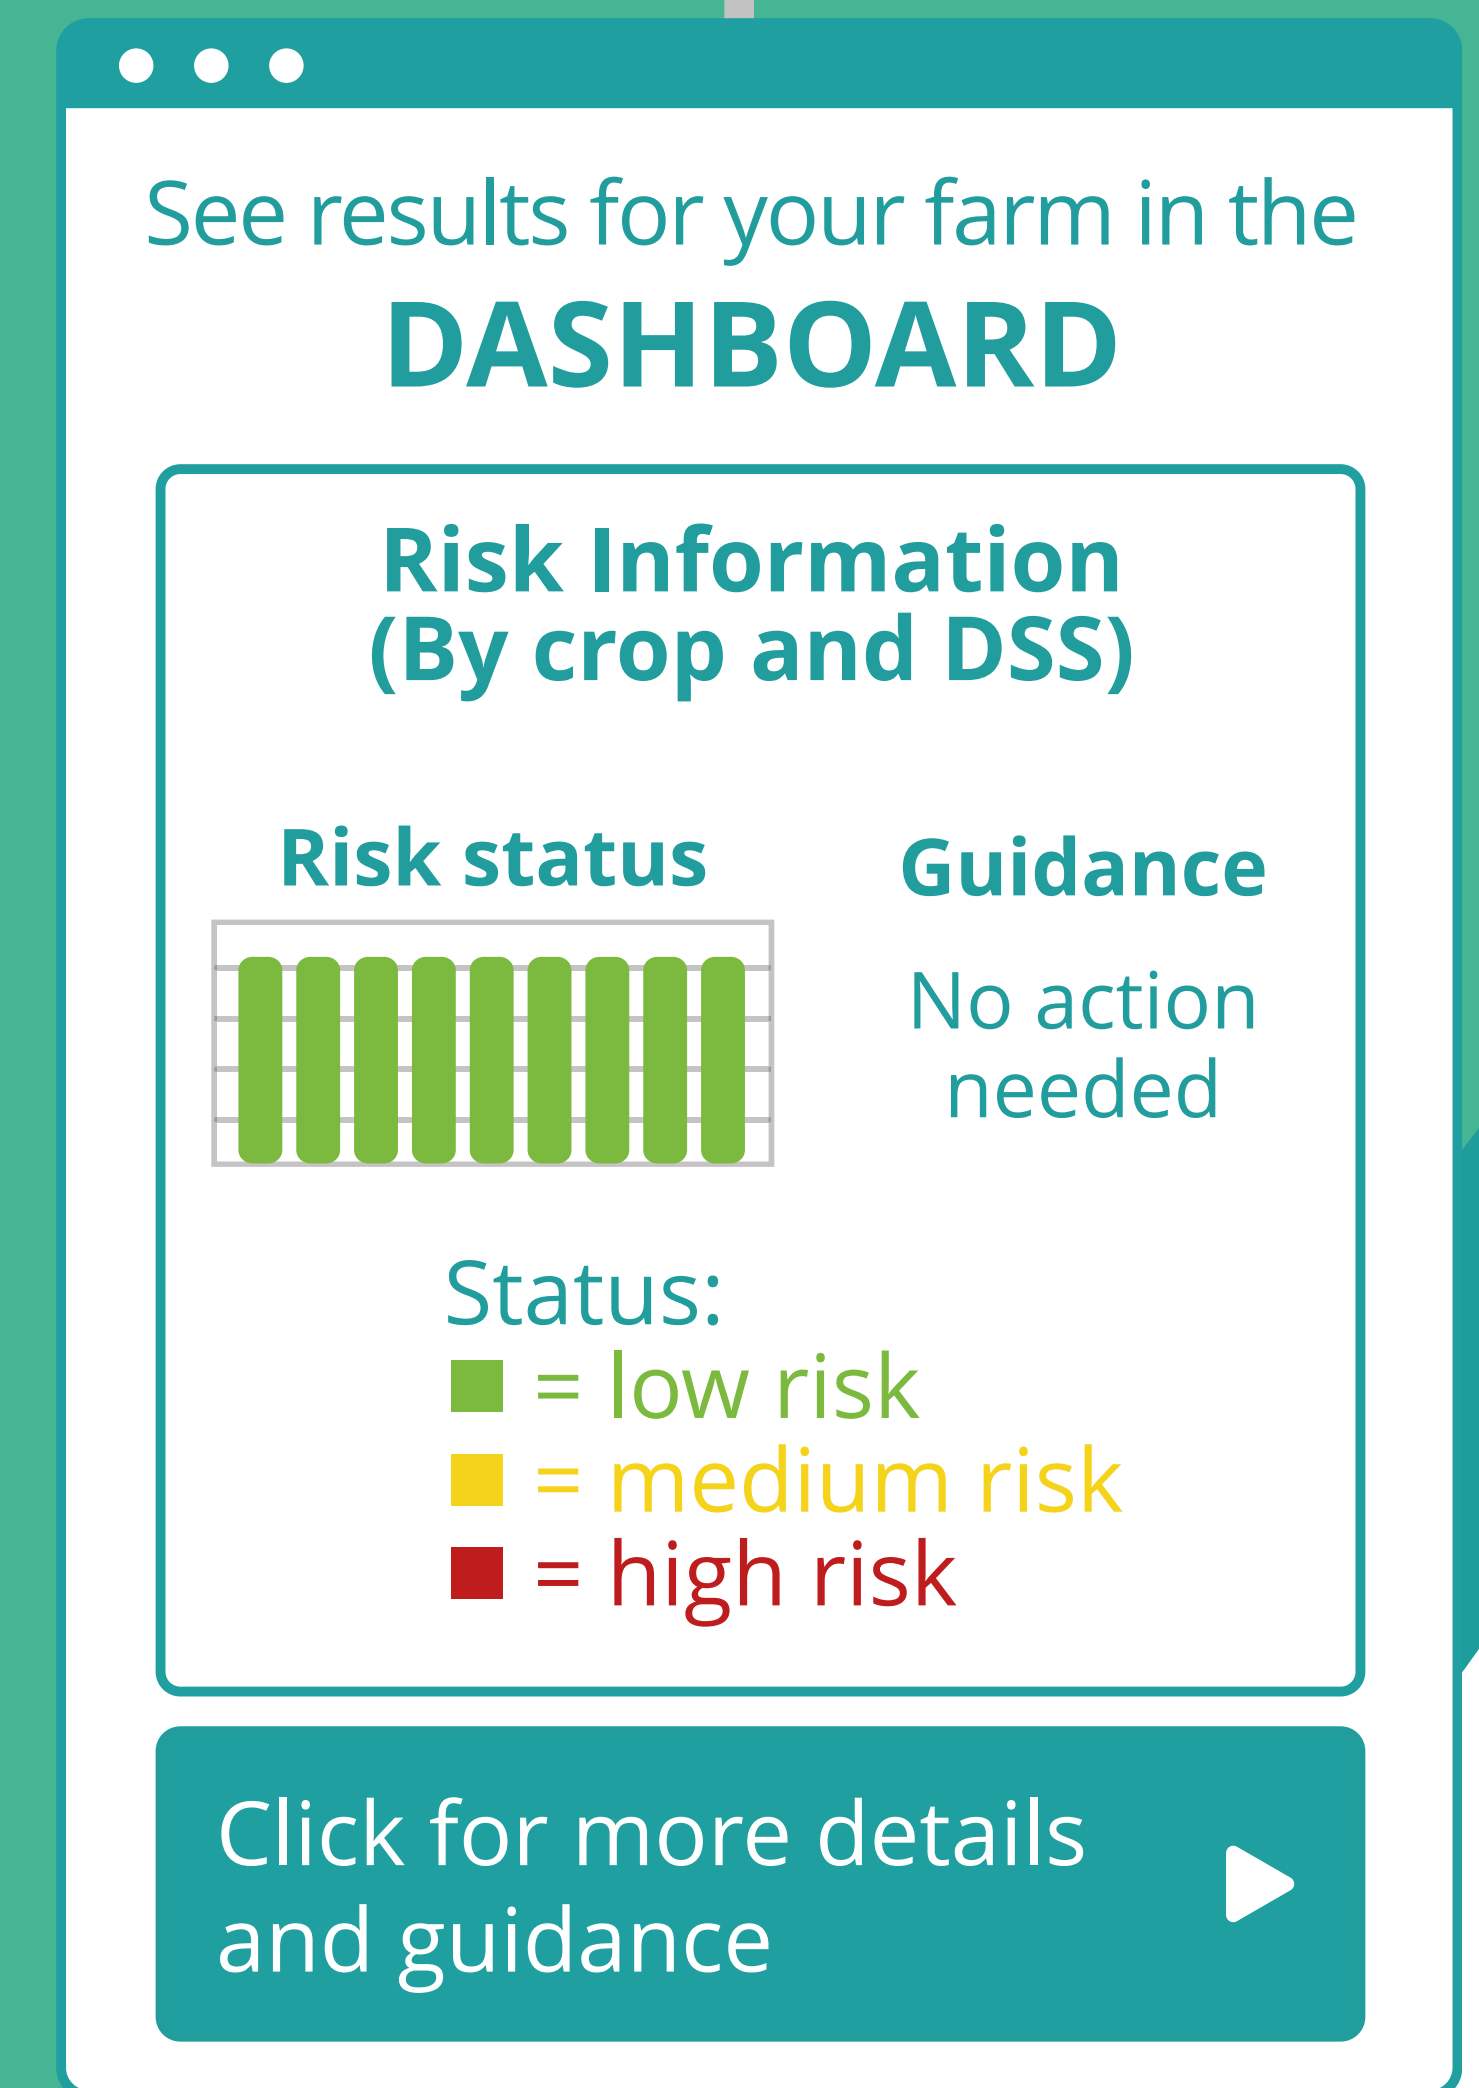 See results for your farm in the
DASHBOARD
Risk Information
(By crop and DSS)
Risk status
Guidance
No action
needed
Status:
= low risk
= medium risk
= high risk
Click for more details
and guidance